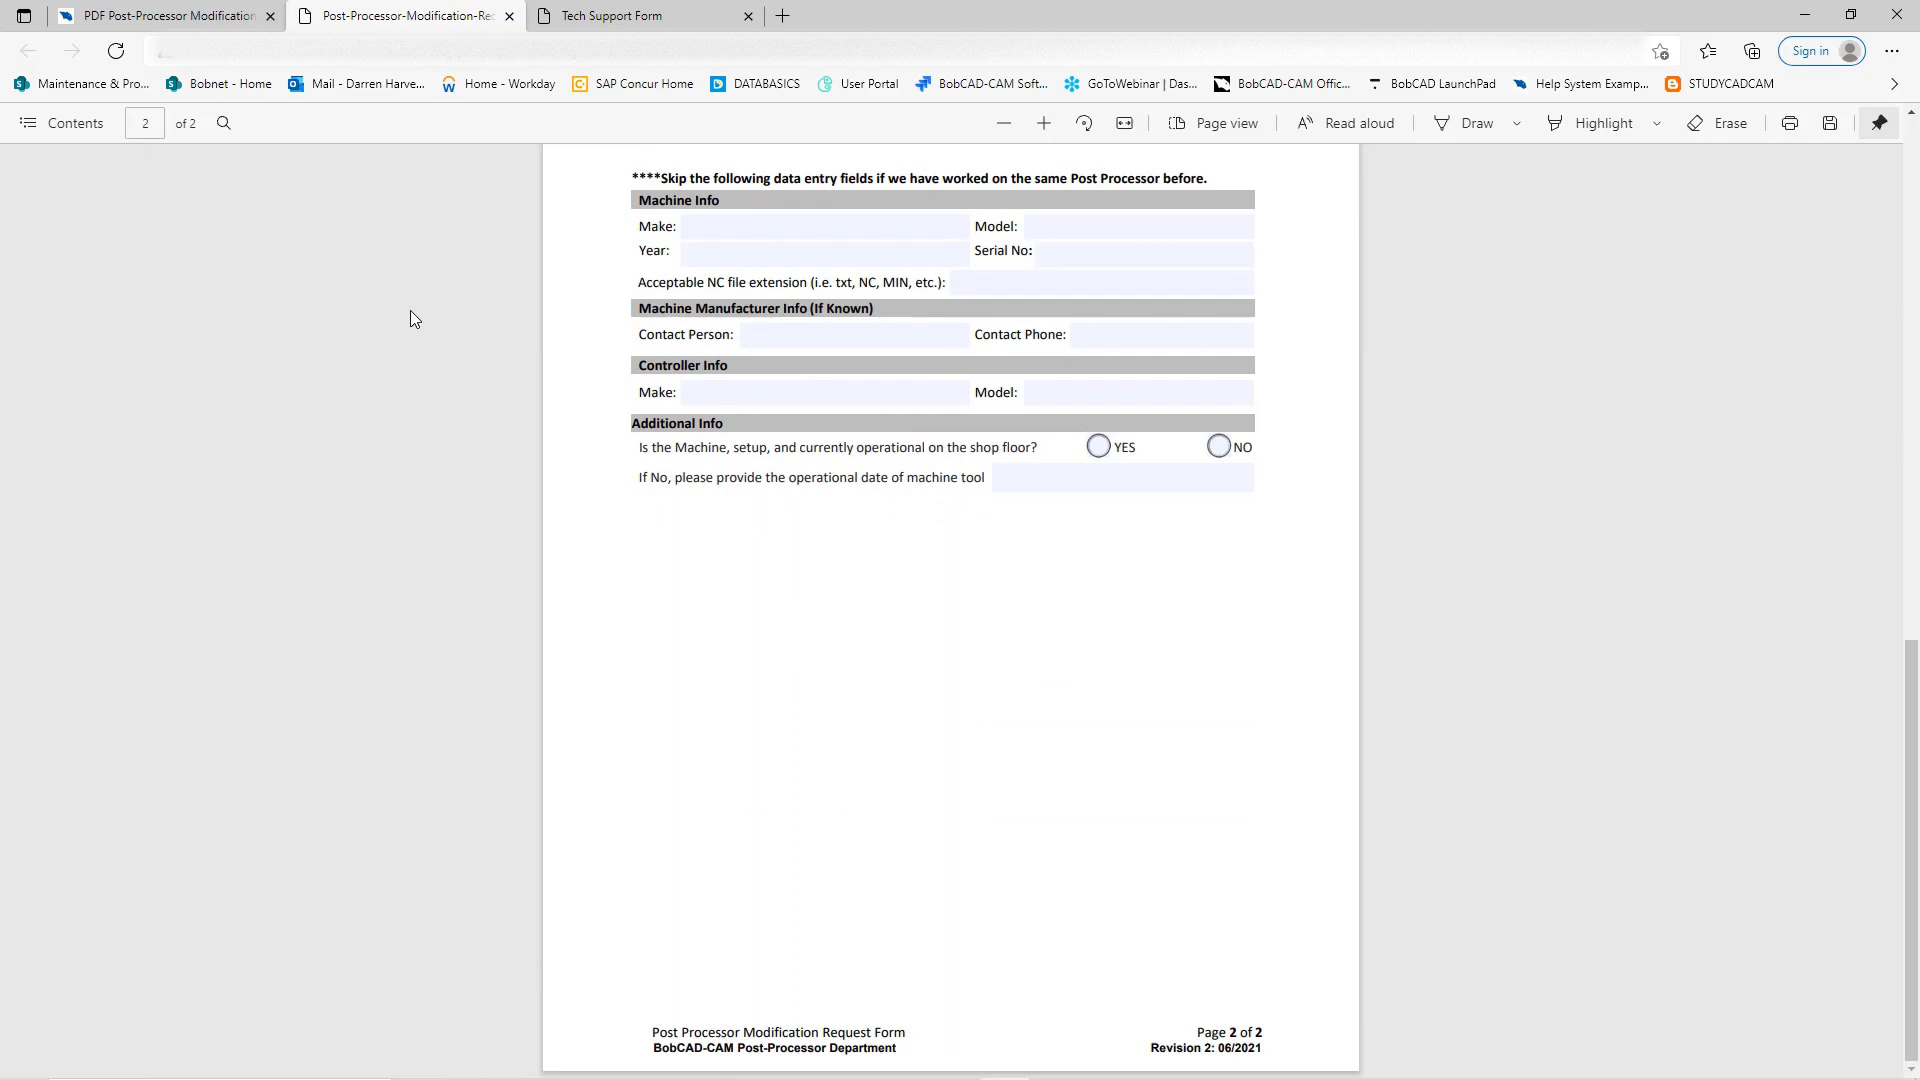 PDF Post-Processor Modification
Post-Processor-Modification-Rec
Tech Support Form
Sign in
Maintenance & Pro...
Bobnet - Home
Mail - Darren Harve...
Home - Workday
SAP Concur Home
DATABASICS
User Portal
BobCAD-CAM Soft...
GoToWebinar | Das...
BobCAD-CAM Offic...
BobCAD LaunchPad
Help System Examp...
STUDYCADCAM
Contents
2
of 2
Page view
Read aloud
Draw
Highlight
Erase
****Skip the following data entry fields if we have worked on the same Post Processor before.
Machine Info
Make: Model:
Year: Serial No:
Acceptable NC file extension (i.e. txt, NC, MIN, etc.):
Machine Manufacturer Info (If Known)
Contact Person: Contact Phone:
Controller Info
Make: Model:
Additional Info
Is the Machine, setup, and currently operational on the shop floor? YES NO
If No, please provide the operational date of machine tool
Post Processor Modification Request Form Page 2 of 2
BobCAD-CAM Post-Processor Department Revision 2: 06/2021